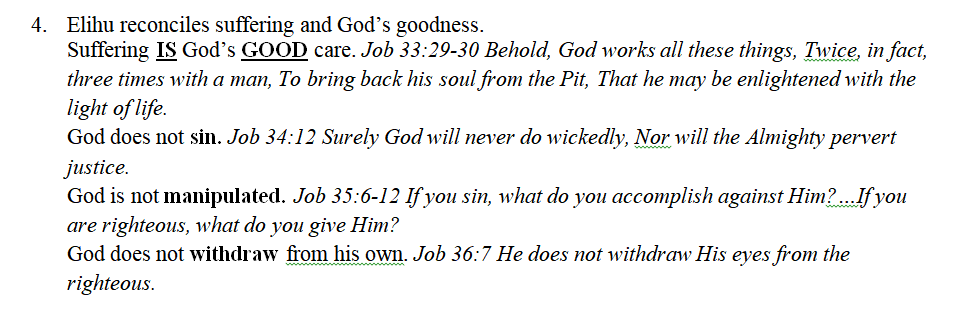 4. Elihu reconciles suffering and God's goodness.
Suffering IS God's GOOD care. Job 33:29-30 Behold, God works all these things, Twice, in fact,
three times with a man, To bring back his soul from the Pit, That he may be enlightened with the
light of life.
God does not sin. Job 34:12 Surely God will never do wickedly, Nor will the Almighty pervert
justice.
God is not manipulated. Job 35:6-12 If you sin, what do you accomplish against Him?...If you
are righteous, what do you give Him?
God does not withdraw from his own. Job 36:7 He does not withdraw His eyes from the
righteous.